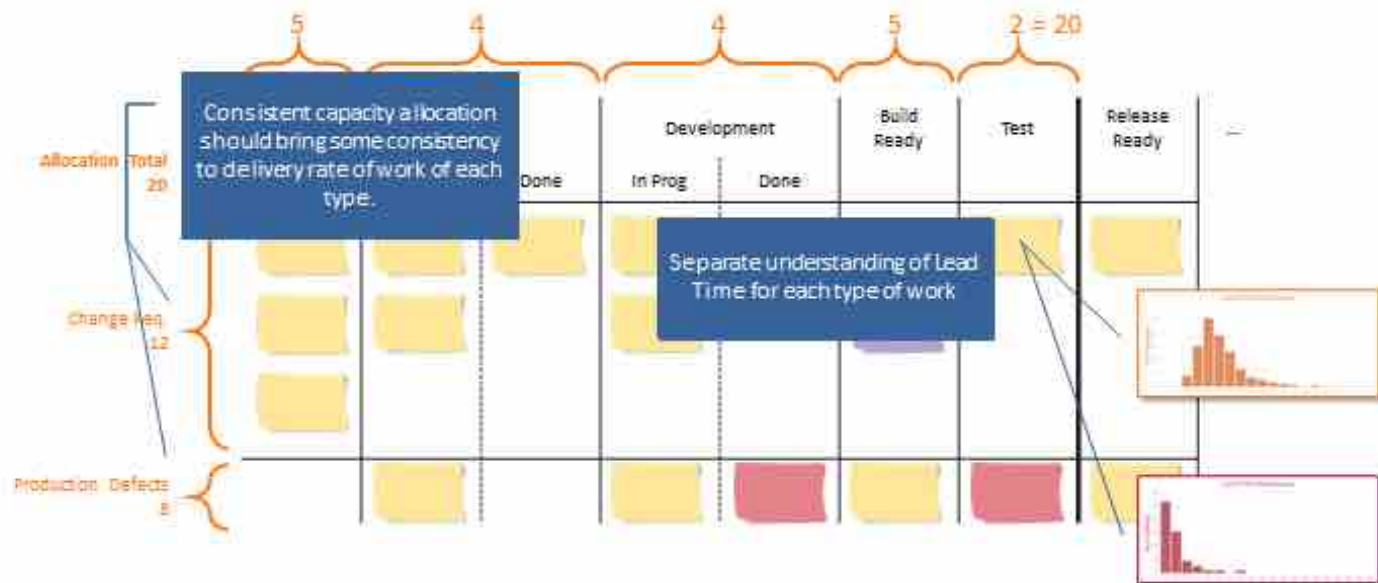 5
4
4
5
2 = 20
Consistent capacity allocation
should bring some consistency
to delivery rate of work of each
type.
Allocation Total
20
Done
Development
In Prog
Done
Build
Ready
Test
Release
Ready
...
Separate understanding of Lead
Time for each type of work
Change Req
12
Production Defects
8